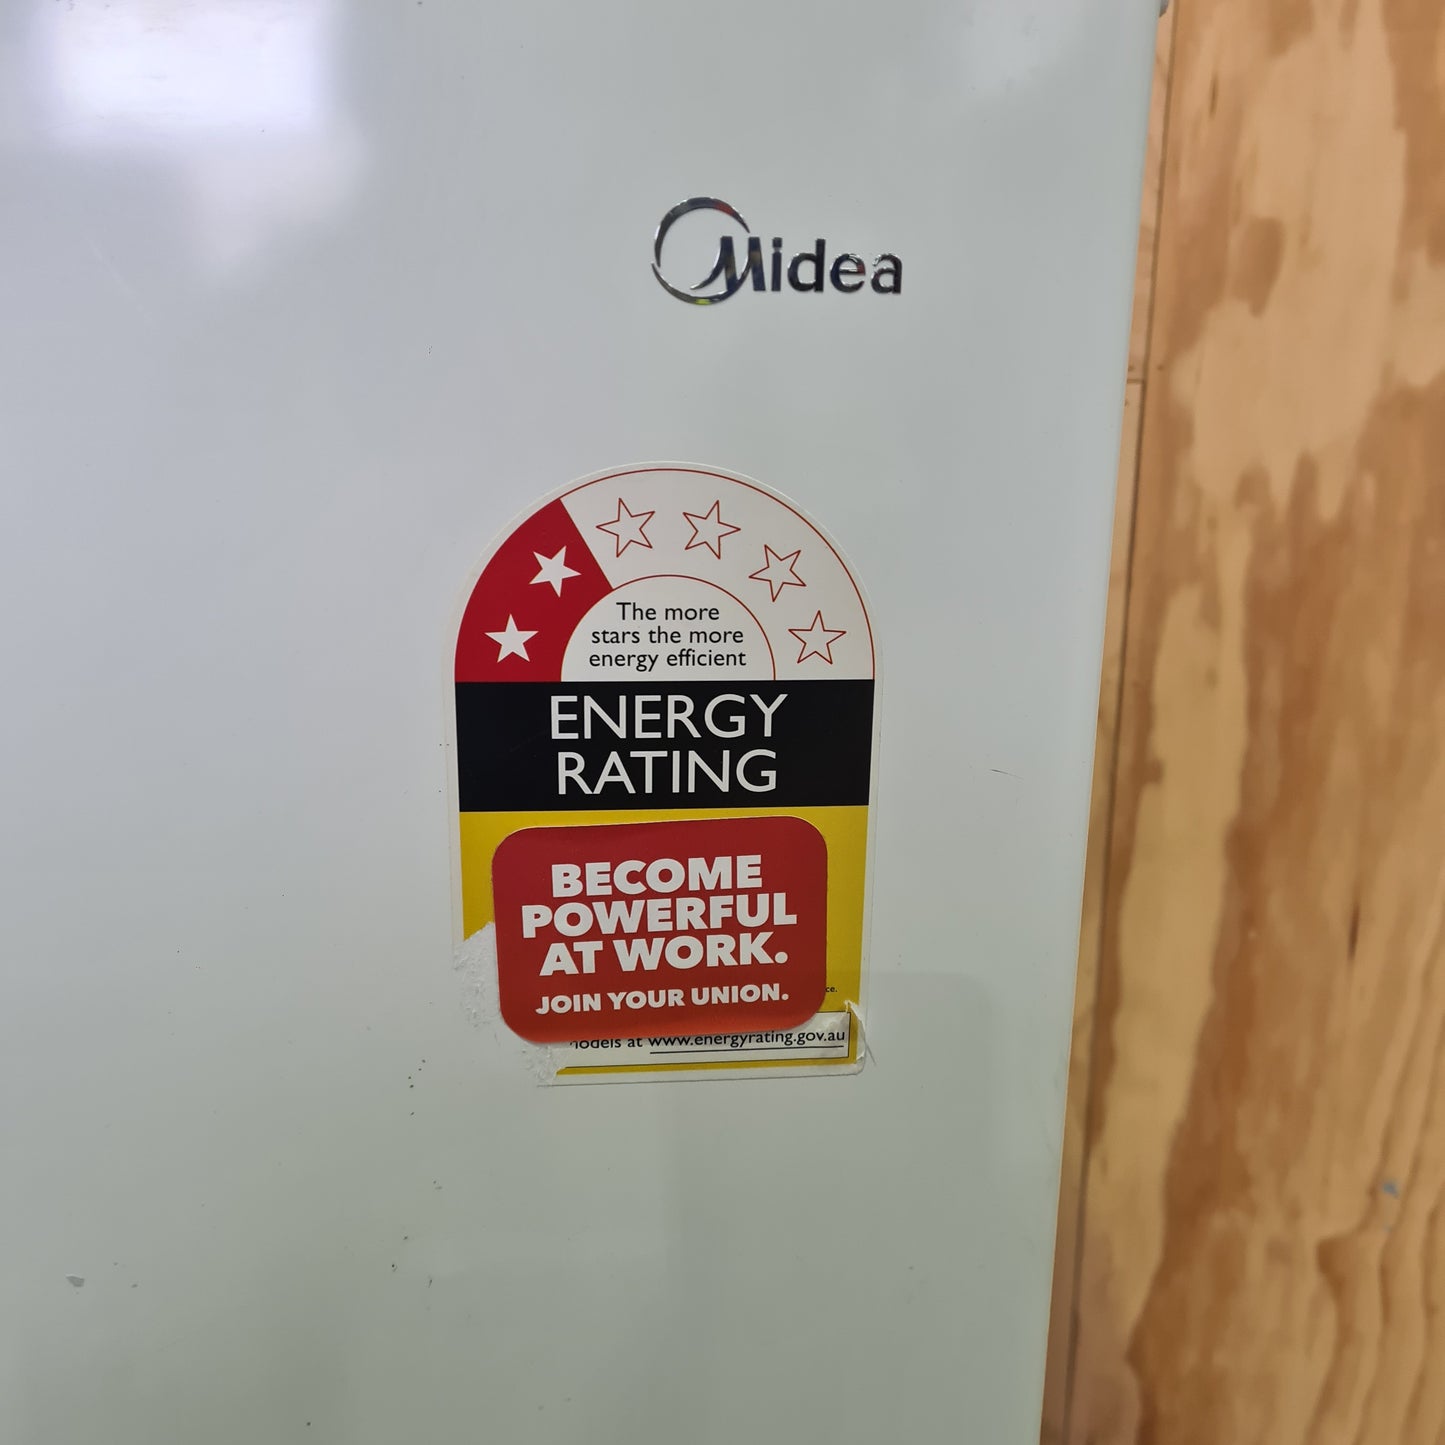 Midea
The more
stars the more
energy efficient
ENERGY
RATING
BECOME
POWERFUL
AT WORK.
JOIN YOUR UNION.
at www.energyrating.gov.au